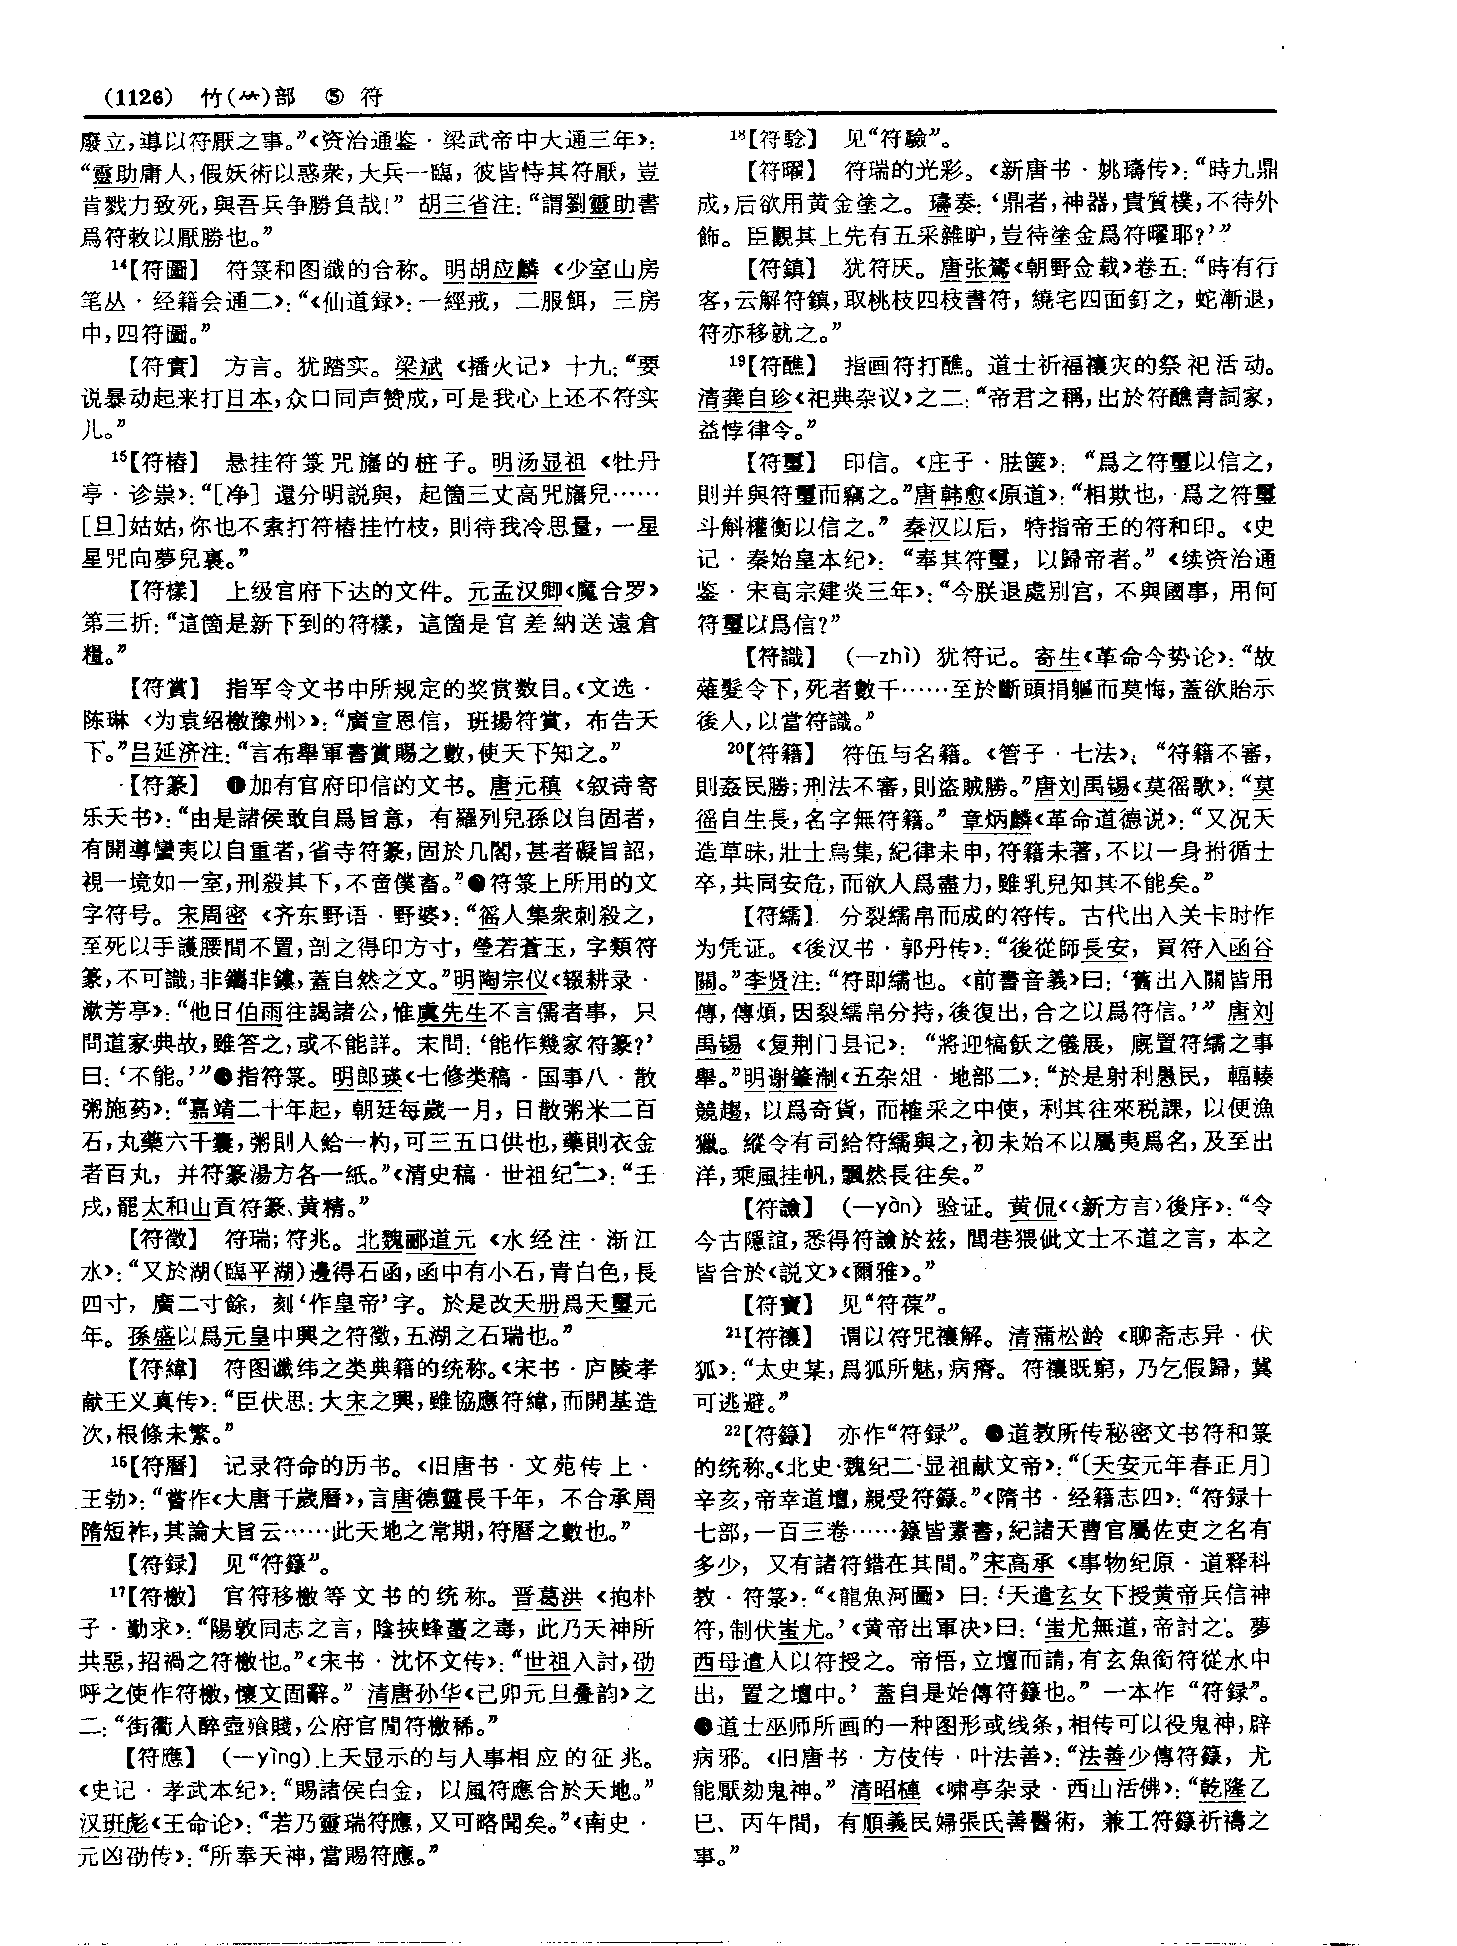 (1126) 竹(⺮)部 ⑤ 符
廢立，導以符厭之事。”《资治通鉴·梁武帝中大通三年》：
“靈助庸人，假妖術以惑衆，大兵一臨，彼皆恃其符厭，豈
肯戮力致死，與吾兵争勝負哉！” 胡三省注：“謂劉靈助書
爲符敕以厭勝也。”
14【符圖】 符箓和图谶的合称。明胡应麟《少室山房
笔丛·经籍会通二》：“《仙道録》：一經戒，二服餌，三房
中，四符圖。”
【符實】 方言。犹踏实。梁斌《播火记》十九：“要
说暴动起来打日本，众口同声赞成，可是我心上还不符实
儿。”
15【符樁】 悬挂符箓咒旛的桩子。明汤显祖《牡丹
亭·诊祟》：“[净] 還分明説與，起箇三丈高咒旛兒……
[旦]姑姑，你也不索打符樁挂竹枝，則待我冷思量，一星
星咒向夢兒裏。”
【符樣】 上级官府下达的文件。元孟汉卿《魔合罗》
第三折：“這箇是新下到的符樣，這箇是官差納送遠倉
糧。”
【符賞】 指军令文书中所规定的奖赏数目。《文选·
陈琳〈为袁绍檄豫州〉》：“廣宣恩信，班揚符賞，布告天
下。”吕延济注：“言布舉軍書賞賜之數，使天下知之。”
【符篆】 ❶加有官府印信的文书。唐元稹《叙诗寄
乐天书》：“由是諸侯敢自爲旨意，有羅列兒孫以自固者，
有開導蠻夷以自重者，省寺符篆，固於几閣，甚者礙旨詔，
視一境如一室，刑殺其下，不啻僕畜。”❷符箓上所用的文
字符号。宋周密《齐东野语·野婆》：“猺人集衆刺殺之，
至死以手護腰間不置，剖之得印方寸，瑩若蒼玉，字類符
篆，不可識，非鐫非鏤，蓋自然之文。”明陶宗仪《辍耕录·
漱芳亭》：“他日伯雨往謁諸公，惟虞先生不言儒者事，只
問道家典故，雖答之，或不能詳。末問：‘能作幾家符篆？’
曰：‘不能。’”❸指符箓。明郎瑛《七修类稿·国事八·散
粥施药》：“嘉靖二十年起，朝廷每歲一月，日散粥米二百
石，丸藥六千囊，粥則人給一杓，可三五口供也，藥則衣金
者百丸，并符篆湯方各一紙。”《清史稿·世祖纪二》：“壬
戌，罷太和山貢符篆、黄精。”
【符徵】 符瑞；符兆。北魏郦道元《水经注·渐江
水》：“又於湖(臨平湖)邊得石函，函中有小石，青白色，長
四寸，廣二寸餘，刻‘作皇帝’字。於是改天册爲天璽元
年。孫盛以爲元皇中興之符徵，五湖之石瑞也。”
【符緯】 符图谶纬之类典籍的统称。《宋书·庐陵孝
献王义真传》：“臣伏思：大宋之興，雖協應符緯，而開基造
次，根條未繁。”
16【符曆】 记录符命的历书。《旧唐书·文苑传上·
王勃》：“嘗作《大唐千歲曆》，言唐德靈長千年，不合承周
隋短祚，其論大旨云……此天地之常期，符曆之數也。”
【符録】 见“符籙”。
17【符檄】 官符移檄等文书的统称。晋葛洪《抱朴
子·勤求》：“陽敦同志之言，陰挾蜂蠆之毒，此乃天神所
共惡，招禍之符檄也。”《宋书·沈怀文传》：“世祖入討，劭
呼之使作符檄，懷文固辭。” 清唐孙华《己卯元旦叠韵》之
二：“街衢人醉壺飧賤，公府官閒符檄稀。”
【符應】 (—yìng)上天显示的与人事相应的征兆。
《史记·孝武本纪》：“賜諸侯白金，以風符應合於天地。”
汉班彪《王命论》：“若乃靈瑞符應，又可略聞矣。”《南史·
元凶劭传》：“所奉天神，當賜符應。”
18【符騐】 见“符驗”。
【符曜】 符瑞的光彩。《新唐书·姚璹传》：“時九鼎
成，后欲用黄金塗之。璹奏：‘鼎者，神器，貴質樸，不待外
飾。臣觀其上先有五采雜昈，豈待塗金爲符曜耶？’”
【符鎮】 犹符厌。唐张鷟《朝野佥载》卷五：“時有行
客，云解符鎮，取桃枝四枝書符，繞宅四面釘之，蛇漸退，
符亦移就之。”
19【符醮】 指画符打醮。道士祈福禳灾的祭祀活动。
清龚自珍《祀典杂议》之二：“帝君之稱，出於符醮青詞家，
益悖律令。”
【符璽】 印信。《庄子·胠箧》：“爲之符璽以信之，
則并與符璽而竊之。”唐韩愈《原道》：“相欺也，爲之符璽
斗斛權衡以信之。” 秦汉以后，特指帝王的符和印。《史
记·秦始皇本纪》：“奉其符璽，以歸帝者。”《续资治通
鉴·宋高宗建炎三年》：“今朕退處别宫，不與國事，用何
符璽以爲信？”
【符識】 (—zhì) 犹符记。寄生《革命今势论》：“故
薙髮令下，死者數千……至於斷頭捐軀而莫悔，蓋欲貽示
後人，以當符識。”
20【符籍】 符伍与名籍。《管子·七法》：“符籍不審，
則姦民勝；刑法不審，則盜賊勝。”唐刘禹锡《莫徭歌》：“莫
徭自生長，名字無符籍。” 章炳麟《革命道德说》：“又况天
造草昧，壯士烏集，紀律未申，符籍未著，不以一身拊循士
卒，共同安危，而欲人爲盡力，雖乳兒知其不能矣。”
【符繻】 分裂繻帛而成的符传。古代出入关卡时作
为凭证。《後汉书·郭丹传》：“後從師長安，買符入函谷
關。”李贤注：“符即繻也。《前書音義》曰：‘舊出入關皆用
傳，傳煩，因裂繻帛分持，後復出，合之以爲符信。’” 唐刘
禹锡《复荆门县记》：“將迎犒飫之儀展，廐置符繻之事
舉。”明谢肇淛《五杂俎·地部二》：“於是射利愚民，輻輳
競趨，以爲奇貨，而榷采之中使，利其往來税課，以便漁
獵。縱令有司給符繻與之，初未始不以屬夷爲名，及至出
洋，乘風挂帆，飄然長往矣。”
【符譣】 (—yàn) 验证。黄侃《〈新方言〉後序》：“令
今古隱誼，悉得符譣於兹，閭巷猥佌文士不道之言，本之
皆合於《説文》《爾雅》。”
【符寶】 见“符葆”。
21【符禳】 谓以符咒禳解。清蒲松龄《聊斋志异·伏
狐》：“太史某，爲狐所魅，病瘠。符禳既窮，乃乞假歸，冀
可逃避。”
22【符籙】 亦作“符録”。❶道教所传秘密文书符和箓
的统称。《北史·魏纪二·显祖献文帝》：“〔天安元年春正月〕
辛亥，帝幸道壇，親受符籙。”《隋书·经籍志四》：“符録十
七部，一百三卷……籙皆素書，紀諸天曹官屬佐吏之名有
多少，又有諸符錯在其間。”宋高承《事物纪原·道释科
教·符箓》：“《龍魚河圖》曰：‘天遣玄女下授黄帝兵信神
符，制伏蚩尤。’《黄帝出軍决》曰：‘蚩尤無道，帝討之。夢
西母遣人以符授之。帝悟，立壇而請，有玄魚銜符從水中
出，置之壇中。’蓋自是始傳符籙也。” 一本作“符録”。
❷道士巫师所画的一种图形或线条，相传可以役鬼神，辟
病邪。《旧唐书·方伎传·叶法善》：“法善少傳符籙，尤
能厭劾鬼神。” 清昭槤《啸亭杂录·西山活佛》：“乾隆乙
巳、丙午間，有順義民婦張氏善醫術，兼工符籙祈禱之
事。”